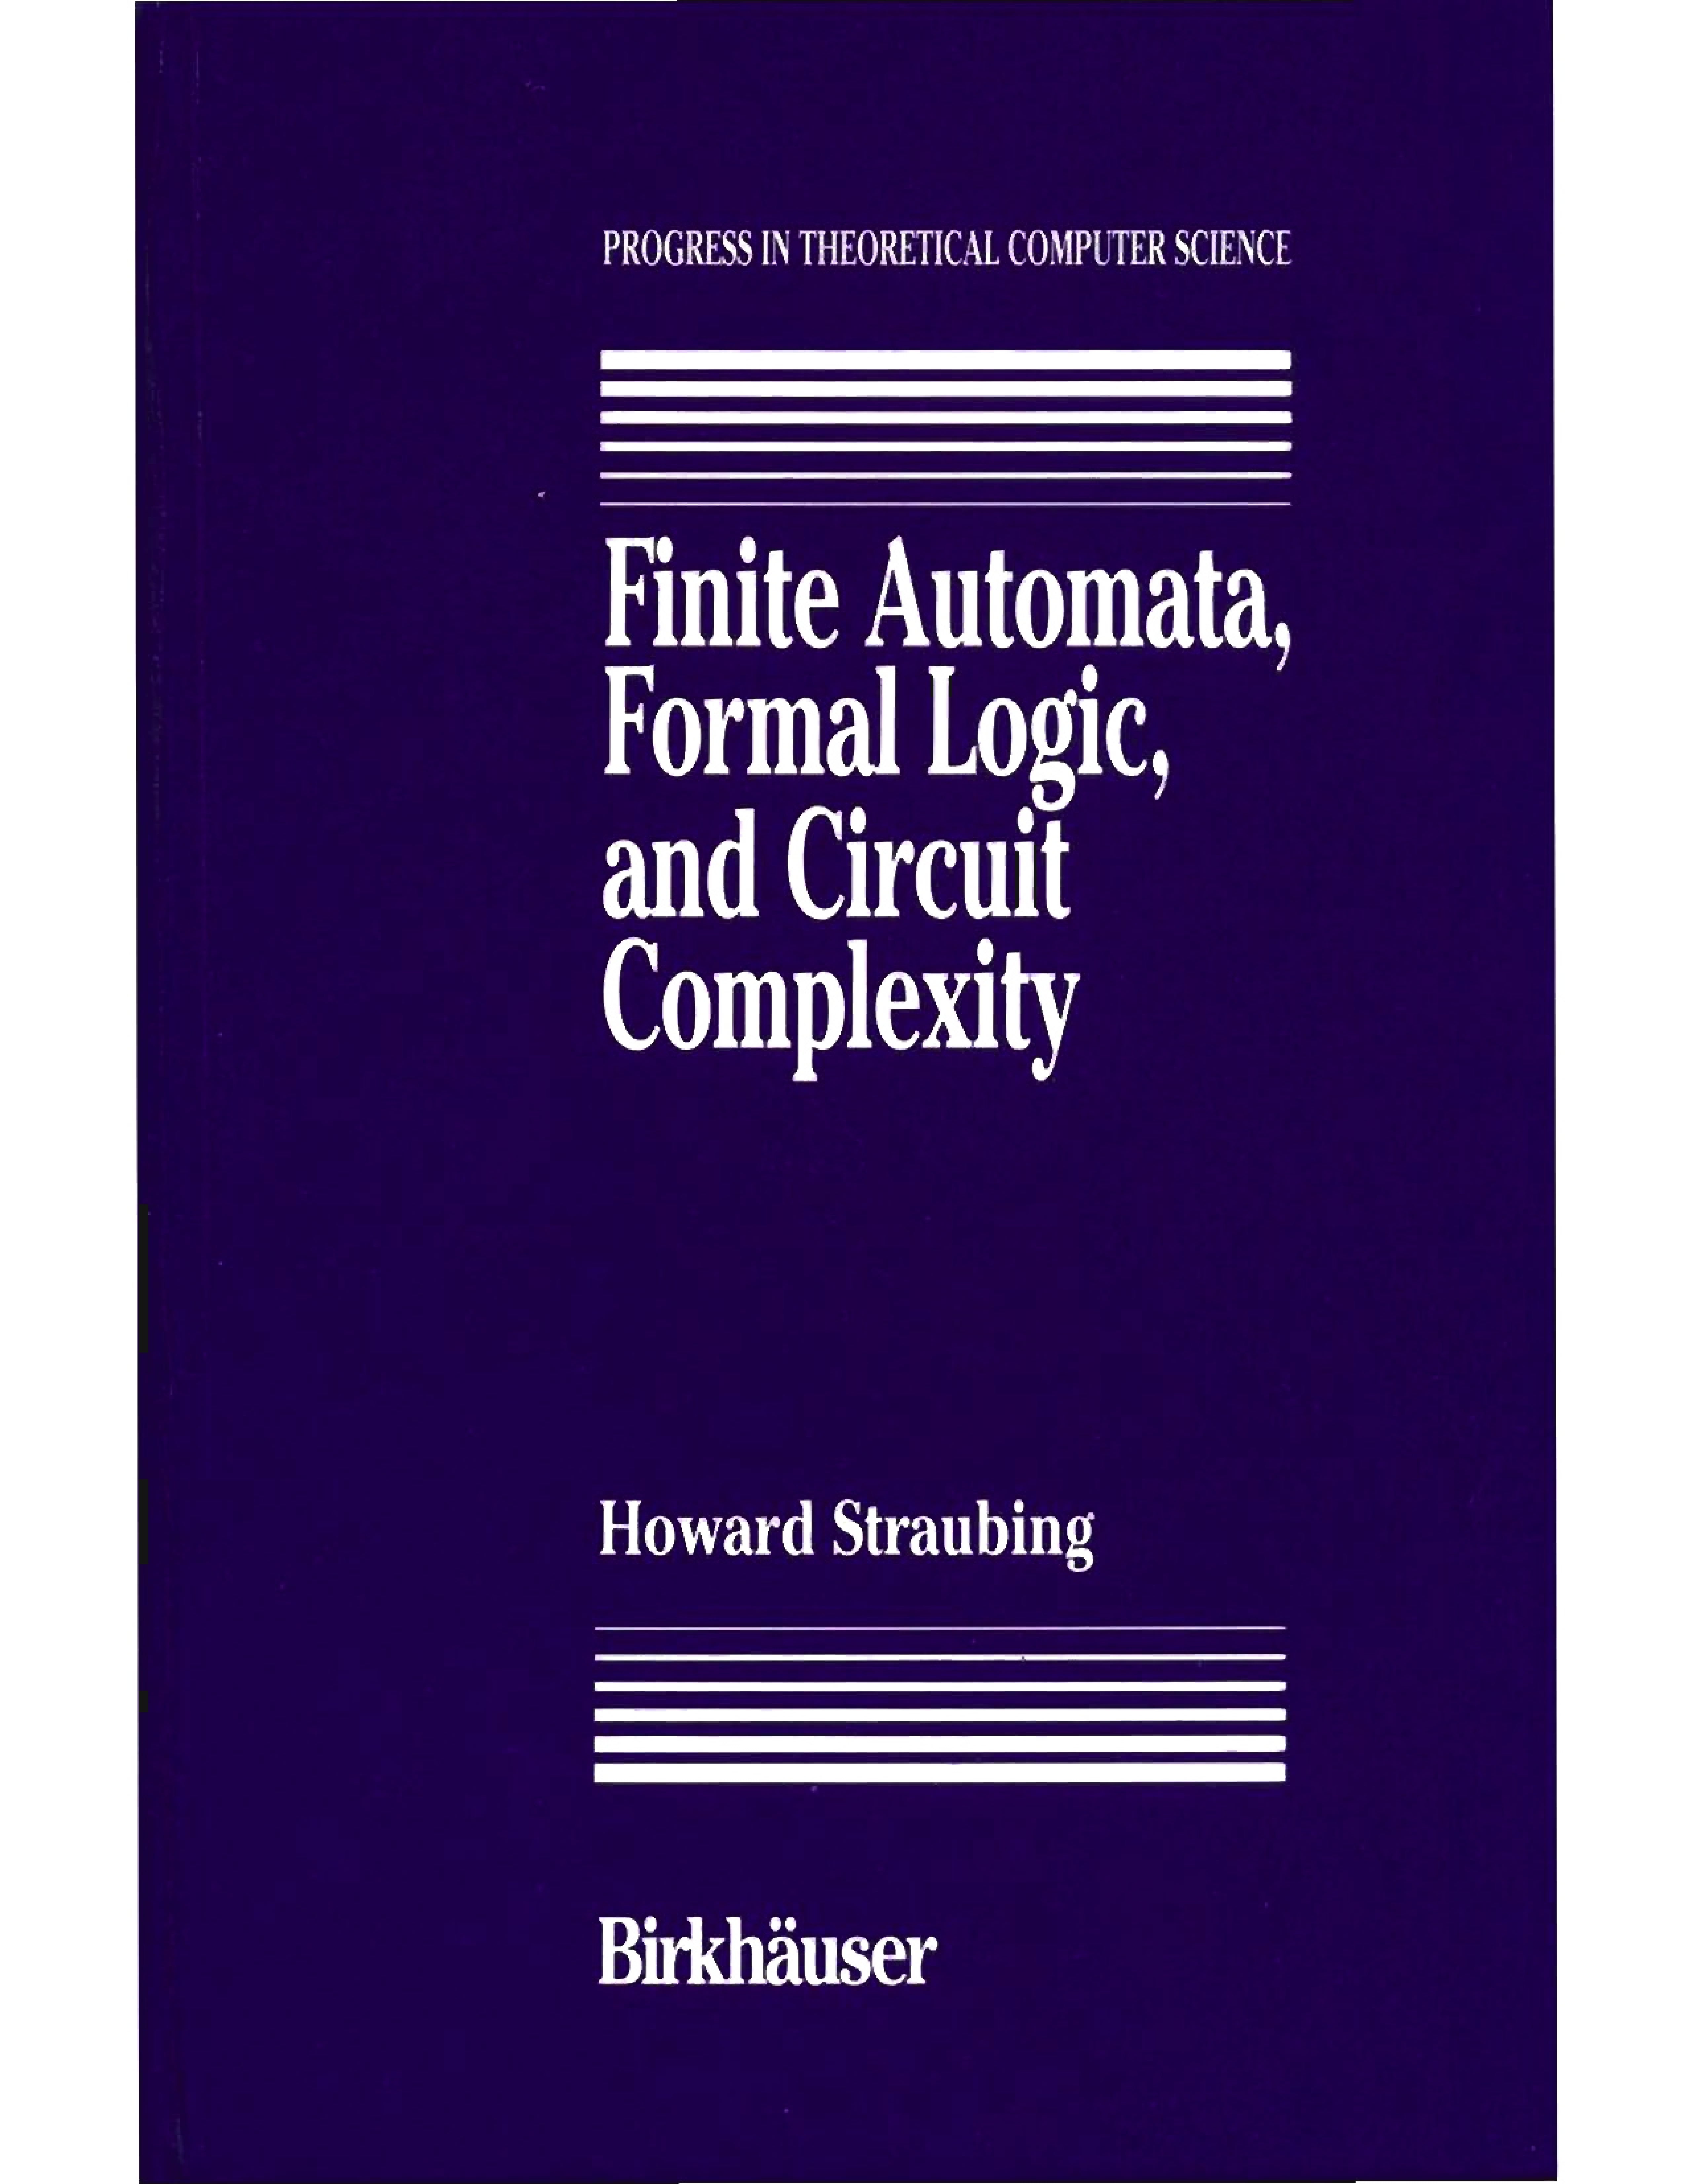 PROGRESS IN THEORETICAL COMPUTER SCIENCE
Finite Automata,
Formal Logic,
and Circuit
Complexity
Howard Straubing
Birkhäuser